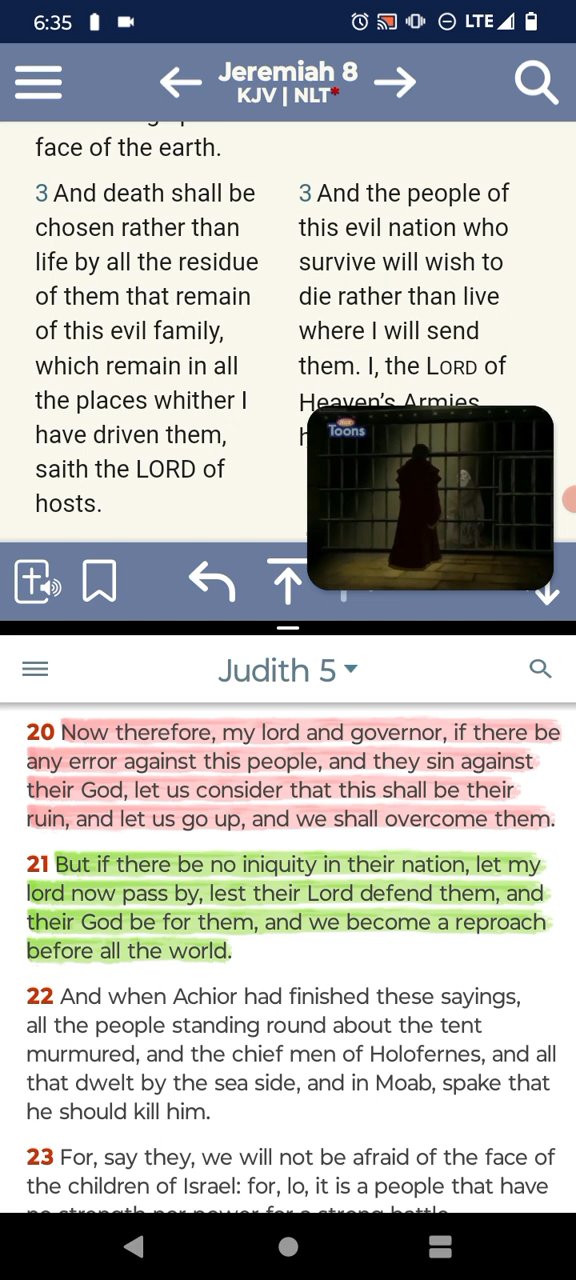 6:35
LTE
Jeremiah 8
KJV | NLT*
face of the earth.
3 And death shall be
chosen rather than
life by all the residue
of them that remain
of this evil family,
which remain in all
the places whither I
have driven them,
saith the LORD of
hosts.
3 And the people of
this evil nation who
survive will wish to
die rather than live
where I will send
them. I, the LORD of
Heaven’s Armies
Toons
Judith 5
20 Now therefore, my lord and governor, if there be
any error against this people, and they sin against
their God, let us consider that this shall be their
ruin, and let us go up, and we shall overcome them.
21 But if there be no iniquity in their nation, let my
lord now pass by, lest their Lord defend them, and
their God be for them, and we become a reproach
before all the world.
22 And when Achior had finished these sayings,
all the people standing round about the tent
murmured, and the chief men of Holofernes, and all
that dwelt by the sea side, and in Moab, spake that
he should kill him.
23 For, say they, we will not be afraid of the face of
the children of Israel: for, lo, it is a people that have
no strength nor power for a strong battle